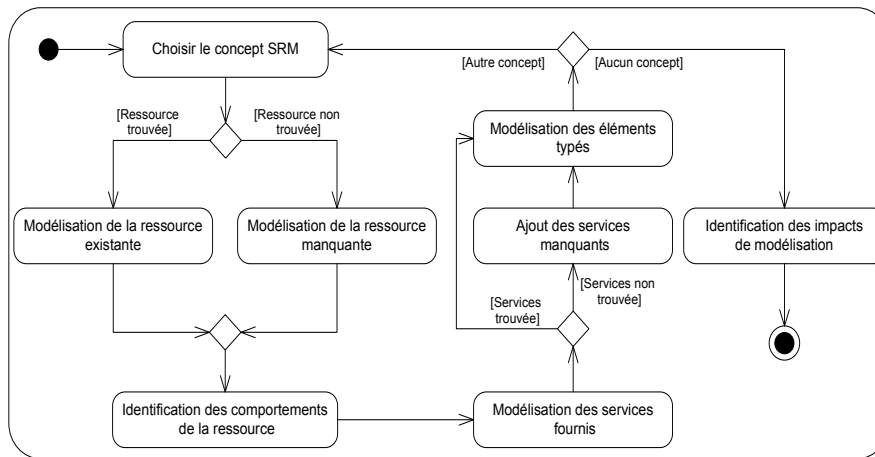 Choisir le concept SRM
[Ressource
trouvée]
[Ressource non
trouvée]
Modélisation de la ressource
existante
Modélisation de la ressource
manquante
Identification des comportements
de la ressource
Modélisation des services
fournis
[Services
trouvée]
[Services non
trouvée]
Ajout des services
manquants
Modélisation des éléments
typés
[Autre concept]
[Aucun concept]
Identification des impacts
de modélisation